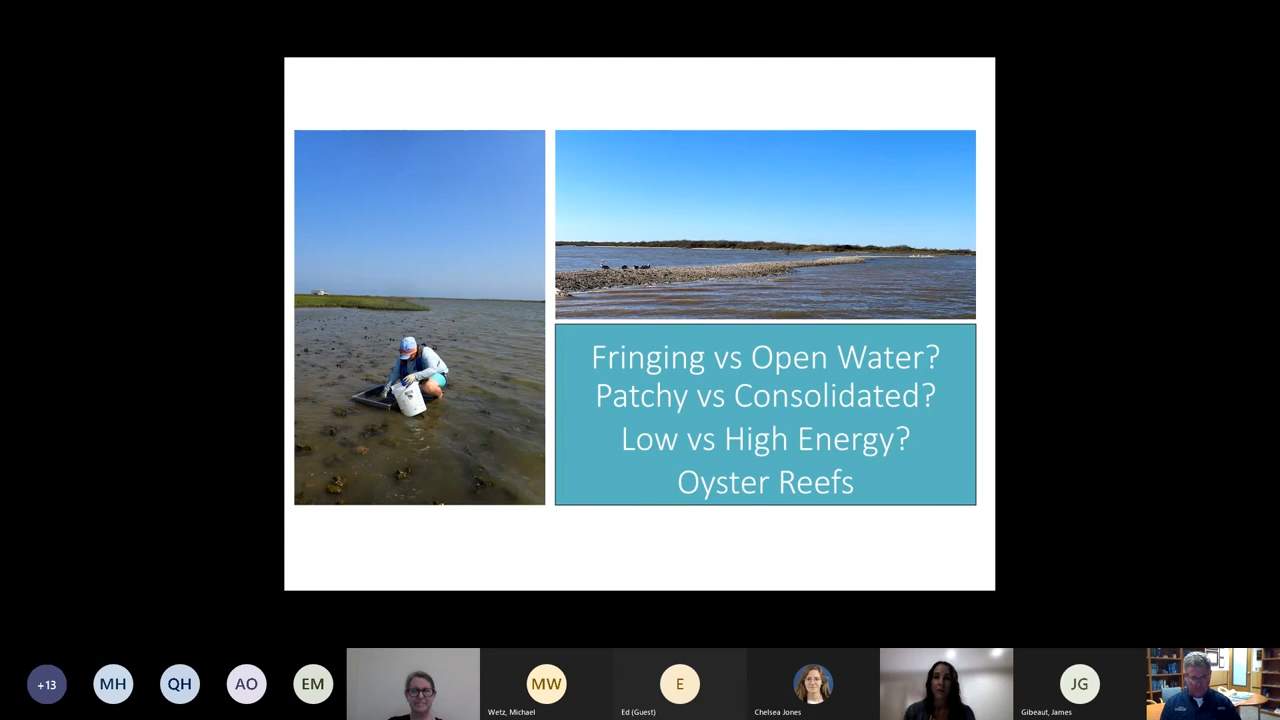 Fringing vs Open Water?
Patchy vs Consolidated?
Low vs High Energy?
Oyster Reefs
+13
MH
QH
AO
EM
MW
Wetz, Michael
E
Ed (Guest)
Chelsea Jones
JG
Gibeaut, James